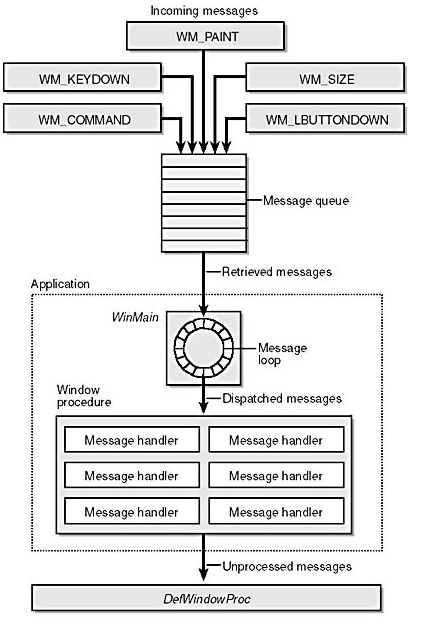 Incoming messages
WM_PAINT
WM_KEYDOWN
WM_SIZE
WM_COMMAND
WM_LBUTTONDOWN
Message queue
Retrieved messages
Application
WinMain
Message
loop
Dispatched messages
Window
procedure
Message handler
Message handler
Message handler
Message handler
Message handler
Message handler
Unprocessed messages
DefWindowProc